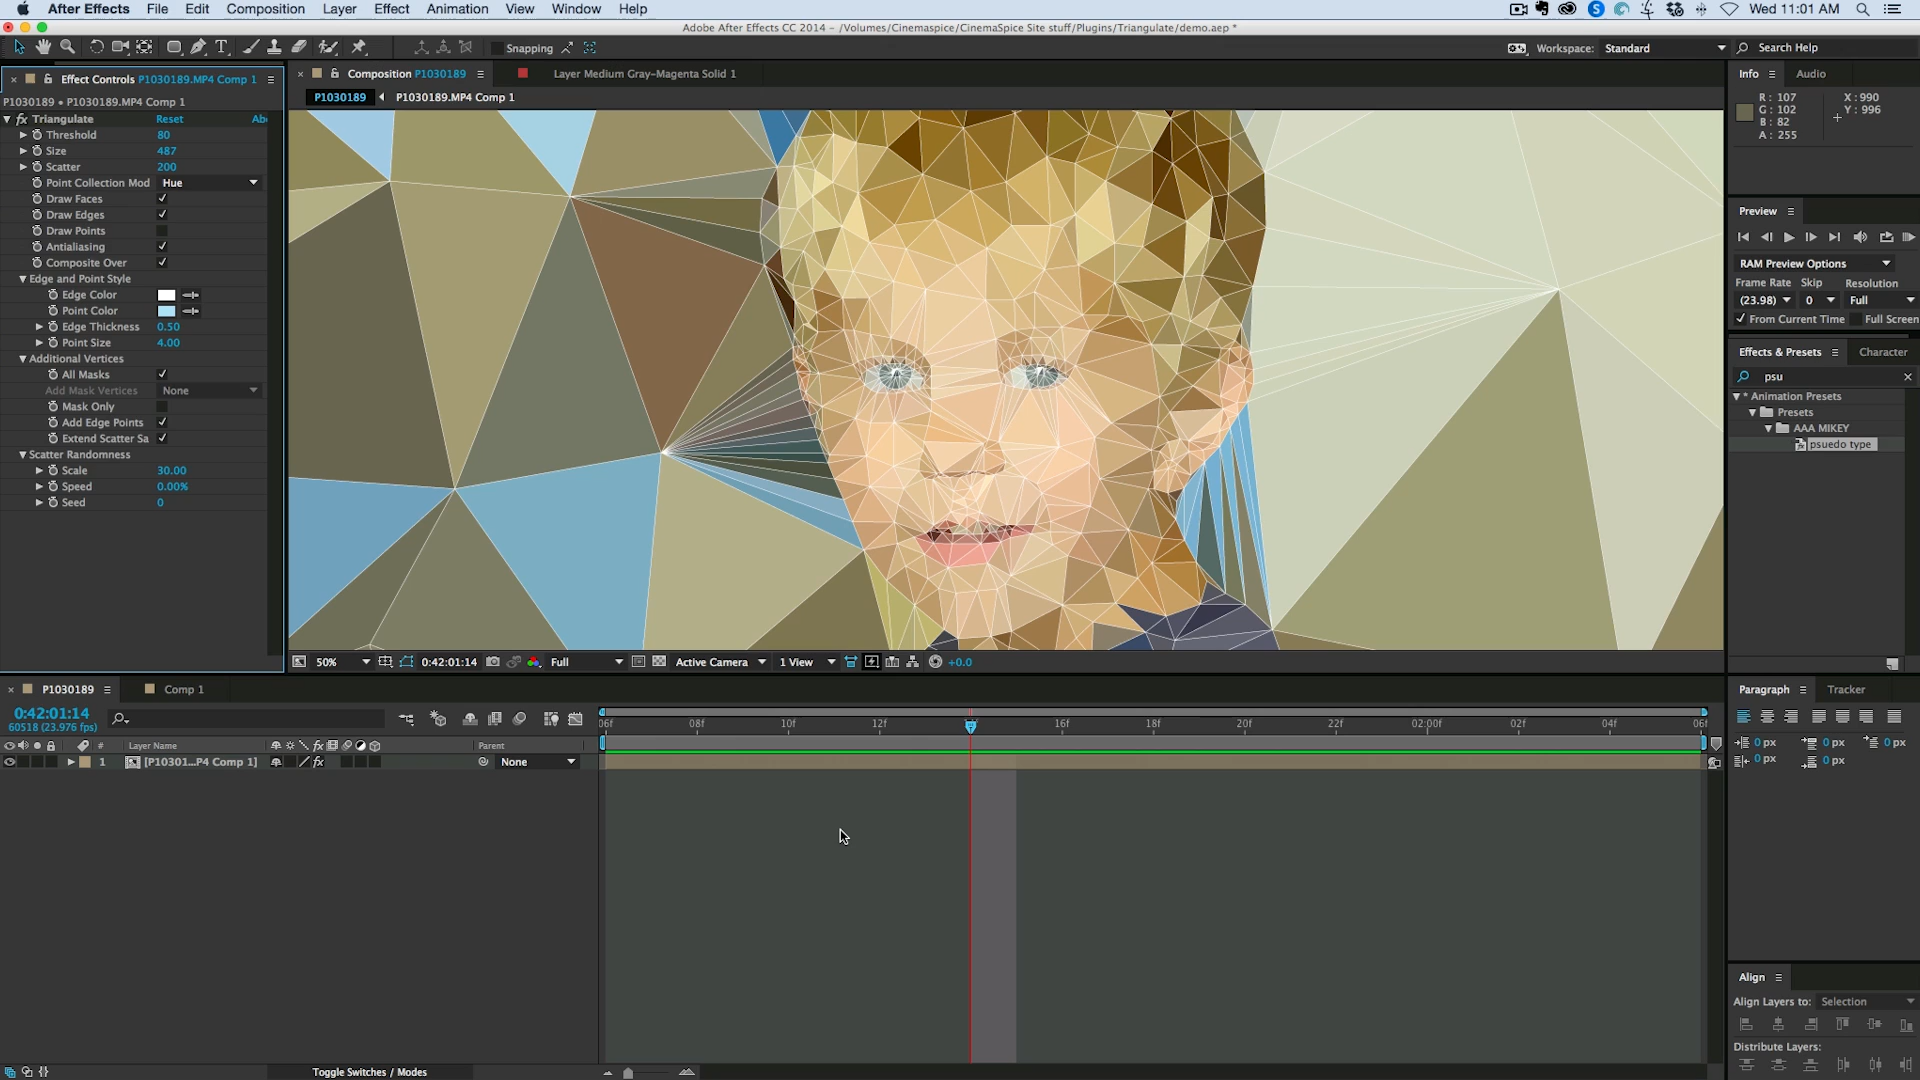 After Effects File Edit Composition Layer Effect Animation View Window Help
Wed 11:01 AM
Adobe After Effects CC 2014 – /Volumes/Cinemaspice/CinemaSpice Site stuff/Plugins/Triangulate/demo.aep *
Snapping
Workspace: Standard
Search Help
Effect Controls P1030189.MP4 Comp 1
P1030189 • P1030189.MP4 Comp 1
fx Triangulate Reset Ab
Threshold 80
Size 487
Scatter 200
Point Collection Mod Hue
Draw Faces
Draw Edges
Draw Points
Antialiasing
Composite Over
Edge and Point Style
Edge Color
Point Color
Edge Thickness 0.50
Point Size 4.00
Additional Vertices
All Masks
Add Mask Vertices None
Mask Only
Add Edge Points
Extend Scatter Sa
Scatter Randomness
Scale 30.00
Speed 0.00%
Seed 0
Composition P1030189
Layer Medium Gray-Magenta Solid 1
P1030189 P1030189.MP4 Comp 1
50% 0:42:01:14 Full Active Camera 1 View +0.0
Info Audio
R: 107 X: 990
G: 102 Y: 996
B: 82
A: 255
Preview
RAM Preview Options
Frame Rate Skip Resolution
(23.98) 0 Full
From Current Time Full Screen
Effects & Presets Character
psu
* Animation Presets
Presets
AAA MIKEY
psuedo type
P1030189 Comp 1
0:42:01:14
60518 (23.976 fps)
# Layer Name Parent
1 [P10301...P4 Comp 1] fx None
06f 08f 10f 12f 16f 18f 20f 22f 02:00f 02f 04f 06f
Toggle Switches / Modes
Paragraph Tracker
0 px 0 px 0 px
0 px 0 px
Align
Align Layers to: Selection
Distribute Layers: